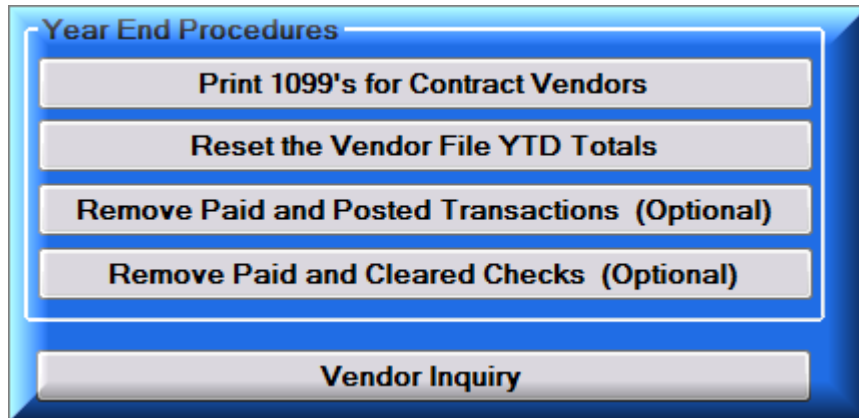 Year End Procedures
Print 1099's for Contract Vendors
Reset the Vendor File YTD Totals
Remove Paid and Posted Transactions  (Optional)
Remove Paid and Cleared Checks  (Optional)
Vendor Inquiry